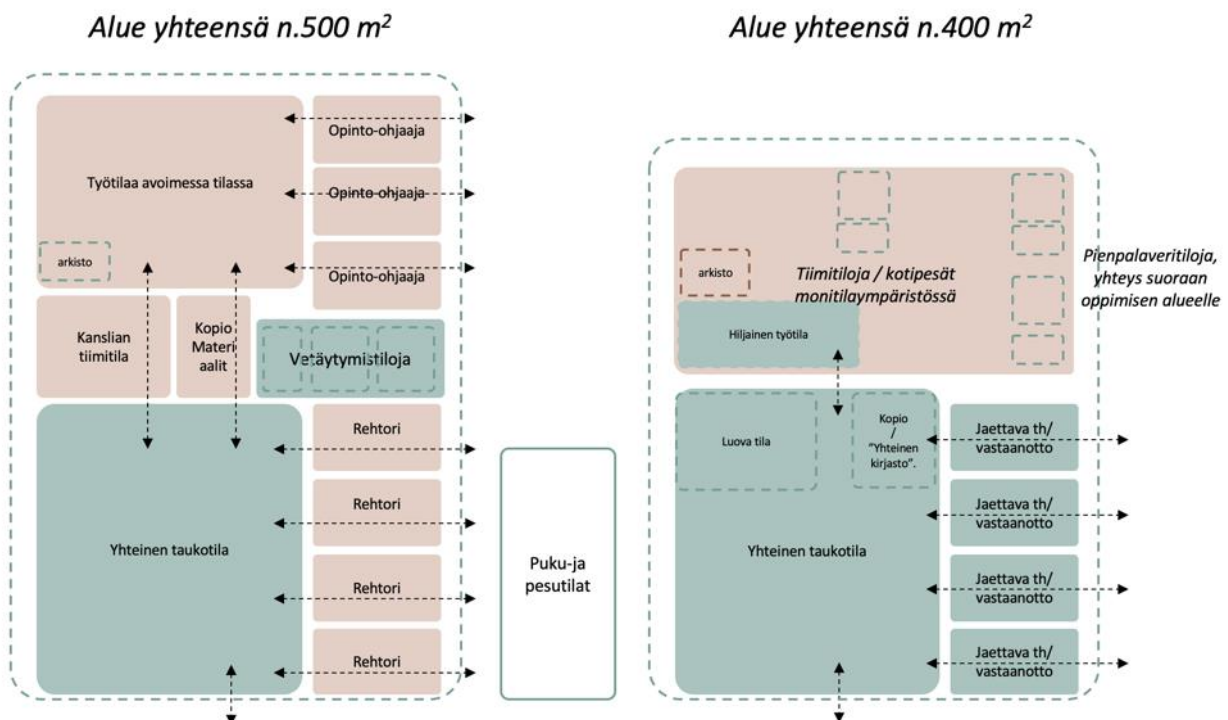 Alue yhteensä n.500 m²
Alue yhteensä n.400 m²
Työtilaa avoimessa tilassa
arkisto
Opinto-ohjaaja
Opinto-ohjaaja
Opinto-ohjaaja
Kanslian
tiimitila
Kopio
Materi
aalit
Vetäytymistiloja
Yhteinen taukotila
Rehtori
Rehtori
Rehtori
Rehtori
Puku-ja
pesutilat
arkisto
Tiimitiloja / kotipesät
monitilaympäristössä
Pienpalaveritiloja,
yhteys suoraan
oppimisen alueelle
Hiljainen työtila
Luova tila
Kopio
/
”Yhteinen
kirjasto”.
Yhteinen taukotila
Jaettava th/
vastaanotto
Jaettava th/
vastaanotto
Jaettava th/
vastaanotto
Jaettava th/
vastaanotto